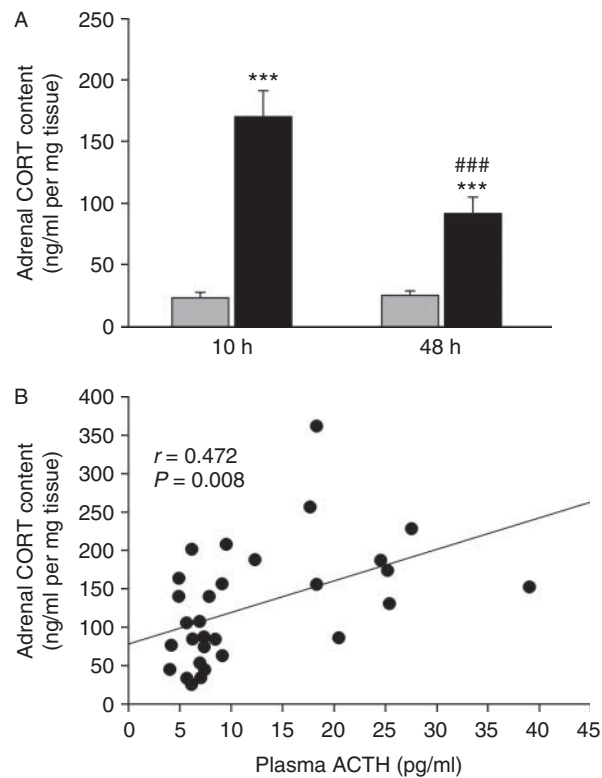 A
Adrenal CORT content
(ng/ml per mg tissue)
250
200
150
100
50
0
***
###
***
10 h
48 h
B
Adrenal CORT content
(ng/ml per mg tissue)
400
350
300
250
200
150
100
50
0
r = 0.472
P = 0.008
0
5
10
15
20
25
30
35
40
45
Plasma ACTH (pg/ml)